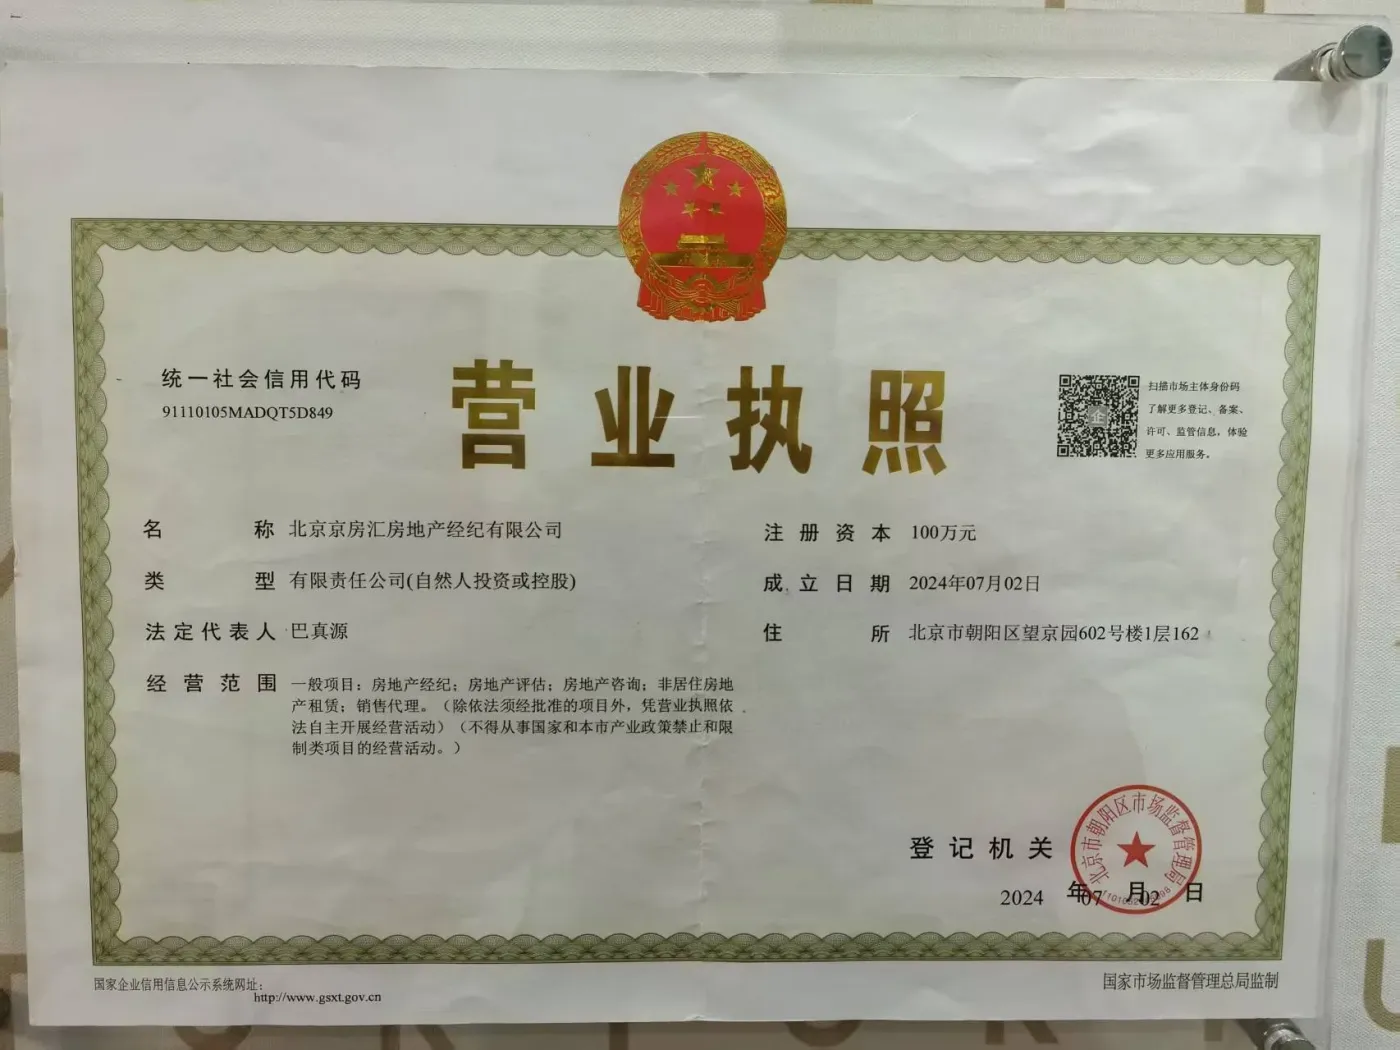 统一社会信用代码
91110105MADQT5D849
营业执照
扫描市场主体身份码
了解更多登记、备案、
许可、监管信息，体验
更多应用服务。
名称 北京京房汇房地产经纪有限公司
类型 有限责任公司(自然人投资或控股)
法定代表人 巴真源
经营范围 一般项目：房地产经纪；房地产评估；房地产咨询；非居住房地
产租赁；销售代理。（除依法须经批准的项目外，凭营业执照依
法自主开展经营活动）（不得从事国家和本市产业政策禁止和限
制类项目的经营活动。）
注册资本 100万元
成立日期 2024年07月02日
住所 北京市朝阳区望京园602号楼1层162
登记机关
北京市朝阳区市场监督管理局
2024年07月02日
国家企业信用信息公示系统网址：
http://www.gsxt.gov.cn
国家市场监督管理总局监制